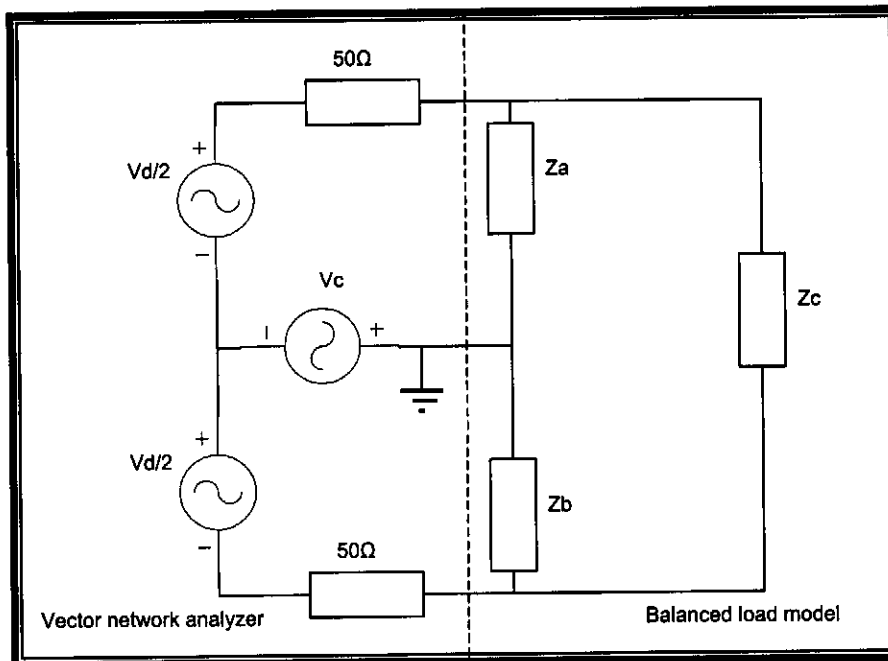 50Ω
+
Vd/2
−
Za
Vc
− +
Zc
+
Vd/2
−
Zb
50Ω
Vector network analyzer
Balanced load model